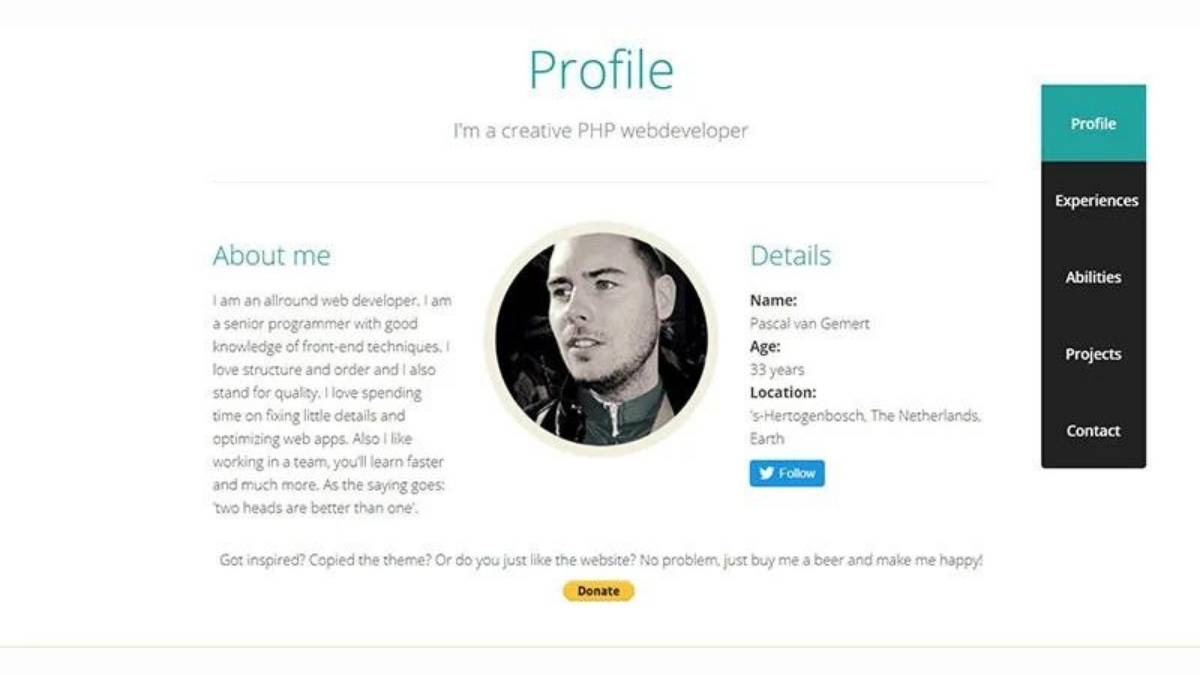 Profile
I'm a creative PHP webdeveloper
About me
I am an allround web developer. I am
a senior programmer with good
knowledge of front-end techniques. I
love structure and order and I also
stand for quality. I love spending
time on fixing little details and
optimizing web apps. Also I like
working in a team, you'll learn faster
and much more. As the saying goes:
'two heads are better than one'.
Details
Name:
Pascal van Gemert
Age:
33 years
Location:
's-Hertogenbosch, The Netherlands,
Earth
Follow
Got inspired? Copied the theme? Or do you just like the website? No problem, just buy me a beer and make me happy!
Donate
Profile
Experiences
Abilities
Projects
Contact